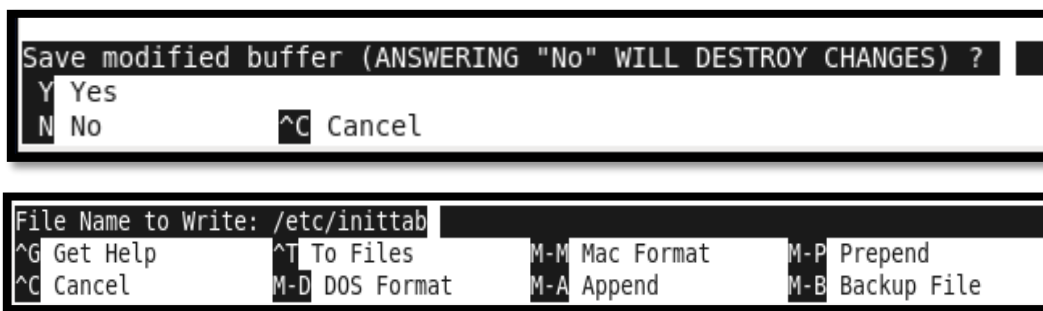 Save modified buffer (ANSWERING "No" WILL DESTROY CHANGES) ?
Y Yes
N No ^C Cancel
File Name to Write: /etc/inittab
^G Get Help ^T To Files M-M Mac Format M-P Prepend
^C Cancel M-D DOS Format M-A Append M-B Backup File